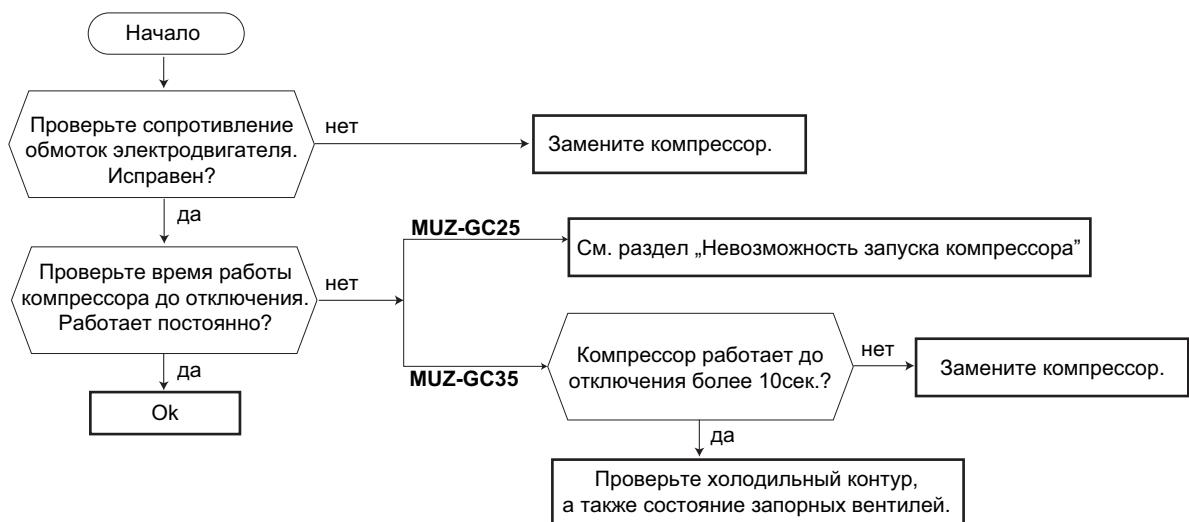 Начало
Проверьте сопротивление
обмоток электродвигателя.
Исправен?
нет
Замените компрессор.
да
Проверьте время работы
компрессора до отключения.
Работает постоянно?
нет
MUZ-GC25
См. раздел „Невозможность запуска компрессора”
MUZ-GC35
Компрессор работает до
отключения более 10сек.?
нет
Замените компрессор.
да
Ok
да
Проверьте холодильный контур,
а также состояние запорных вентилей.